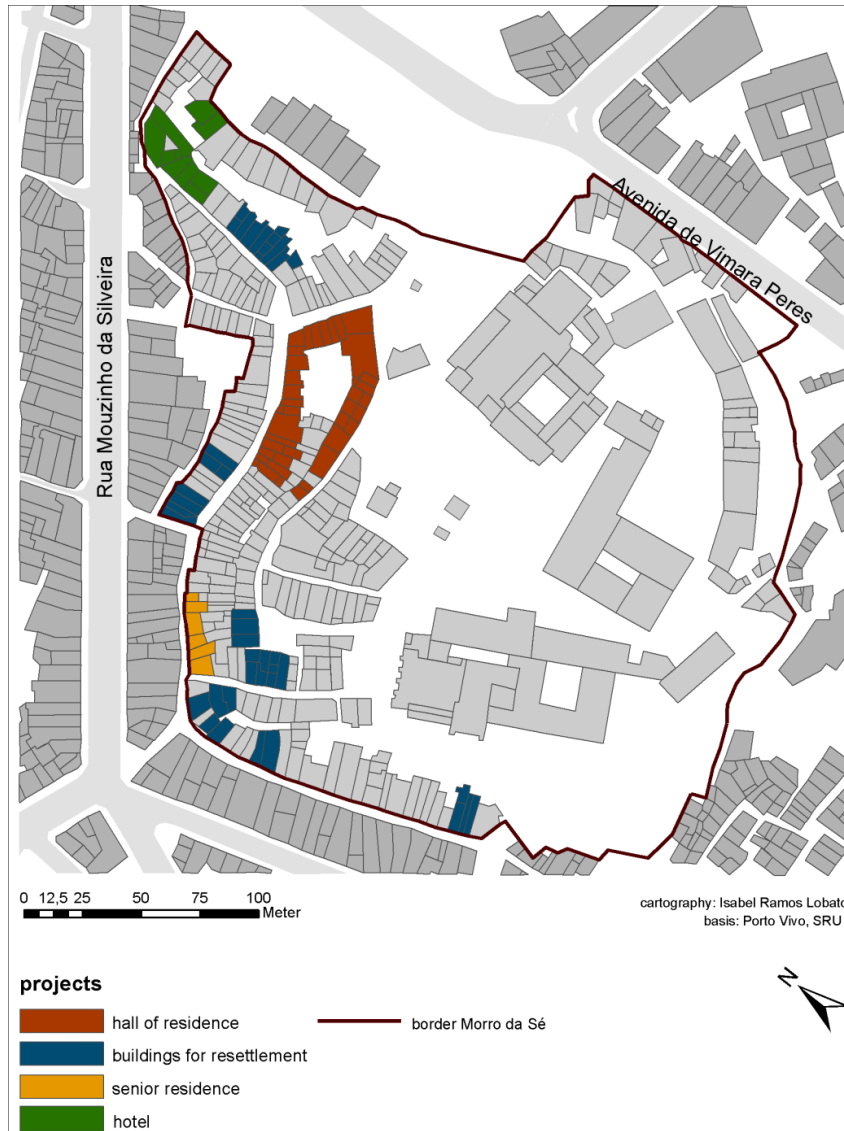 Avenida de Vimara Peres
Rua Mouzinho da Silveira
0 12,5 25 50 75 100
Meter
cartography: Isabel Ramos Lobato
basis: Porto Vivo, SRU
N
projects
hall of residence
border Morro da Sé
buildings for resettlement
senior residence
hotel